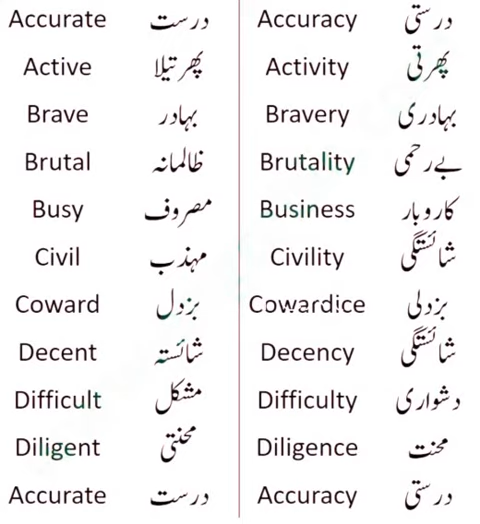 Accurate درست Accuracy درستی
Active پھرتیلا Activity پھرتی
Brave بہادر Bravery بہادری
Brutal ظالمانہ Brutality بے رحمی
Busy مصروف Business کاروبار
Civil مہذب Civility شائستگی
Coward بزدل Cowardice بزدلی
Decent شائستہ Decency شائستگی
Difficult مشکل Difficulty دشواری
Diligent محنتی Diligence محنت
Accurate درست Accuracy درستی